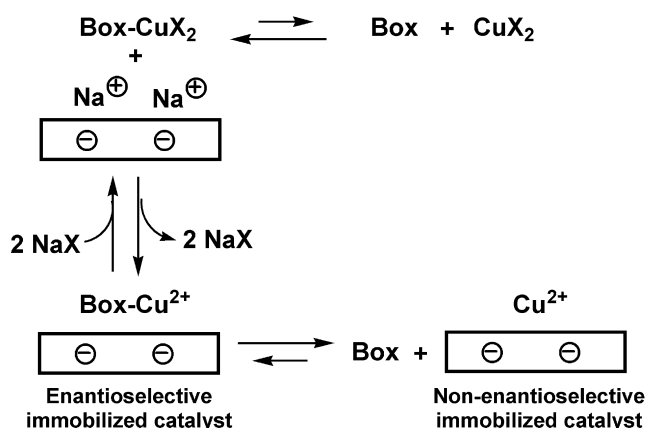 Box-CuX₂ Box + CuX₂
+
Na⊕ Na⊕
⊖ ⊖
2 NaX 2 NaX
Box-Cu²⁺ Cu²⁺
⊖ ⊖ Box + ⊖ ⊖
Enantioselective Non-enantioselective
immobilized catalyst immobilized catalyst